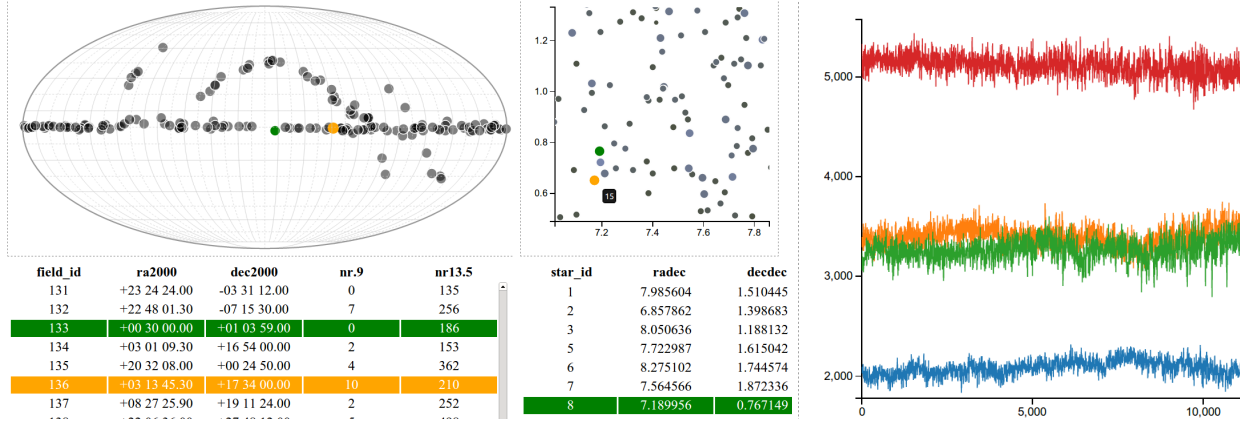 1.2
1.0
0.8
0.6
15
7.2 7.4 7.6 7.8
5,000
4,000
3,000
2,000
0 5,000 10,000
field_id ra2000 dec2000 nr.9 nr13.5
131 +23 24 24.00 -03 31 12.00 0 135
132 +22 48 01.30 -07 15 30.00 7 256
133 +00 30 00.00 +01 03 59.00 0 186
134 +03 01 09.30 +16 54 00.00 2 153
135 +20 32 08.00 +00 24 50.00 4 362
136 +03 13 45.30 +17 34 00.00 10 210
137 +08 27 25.90 +19 11 24.00 2 252
star_id radec decdec
1 7.985604 1.510445
2 6.857862 1.398683
3 8.050636 1.188132
5 7.722987 1.615042
6 8.275102 1.744574
7 7.564566 1.872336
8 7.189956 0.767149